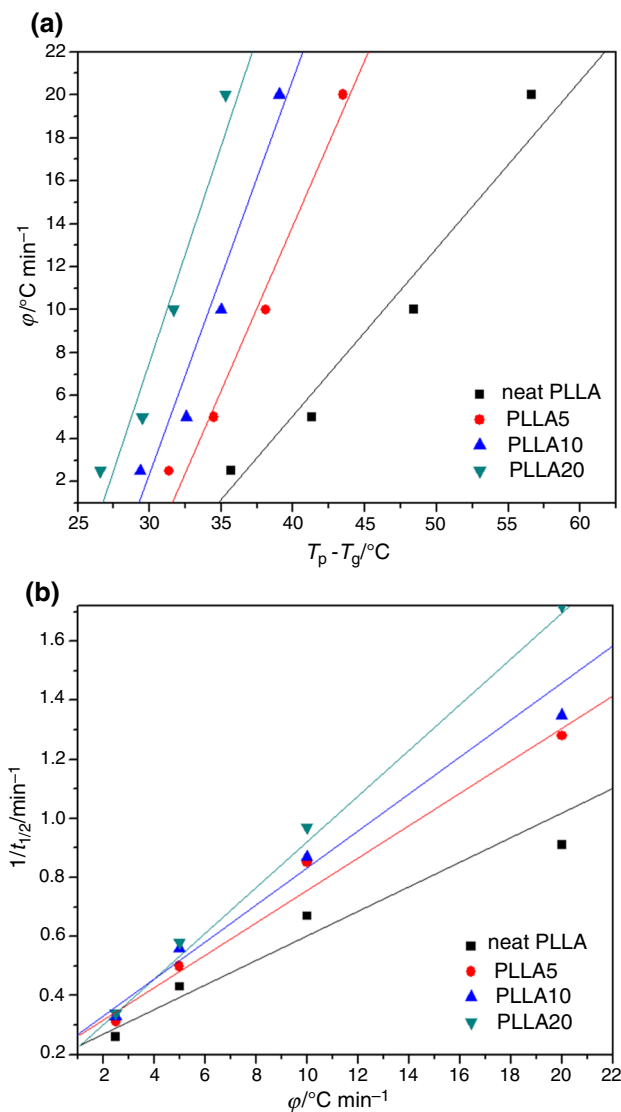 (a)
22
20
18
16
14
12
10
8
6
4
2
φ/°C min⁻¹
neat PLLA
PLLA5
PLLA10
PLLA20
25 30 35 40 45 50 55 60
Tp - Tg/°C
(b)
1.6
1.4
1.2
1.0
0.8
0.6
0.4
0.2
1/t1/2/min⁻¹
neat PLLA
PLLA5
PLLA10
PLLA20
2 4 6 8 10 12 14 16 18 20 22
φ/°C min⁻¹